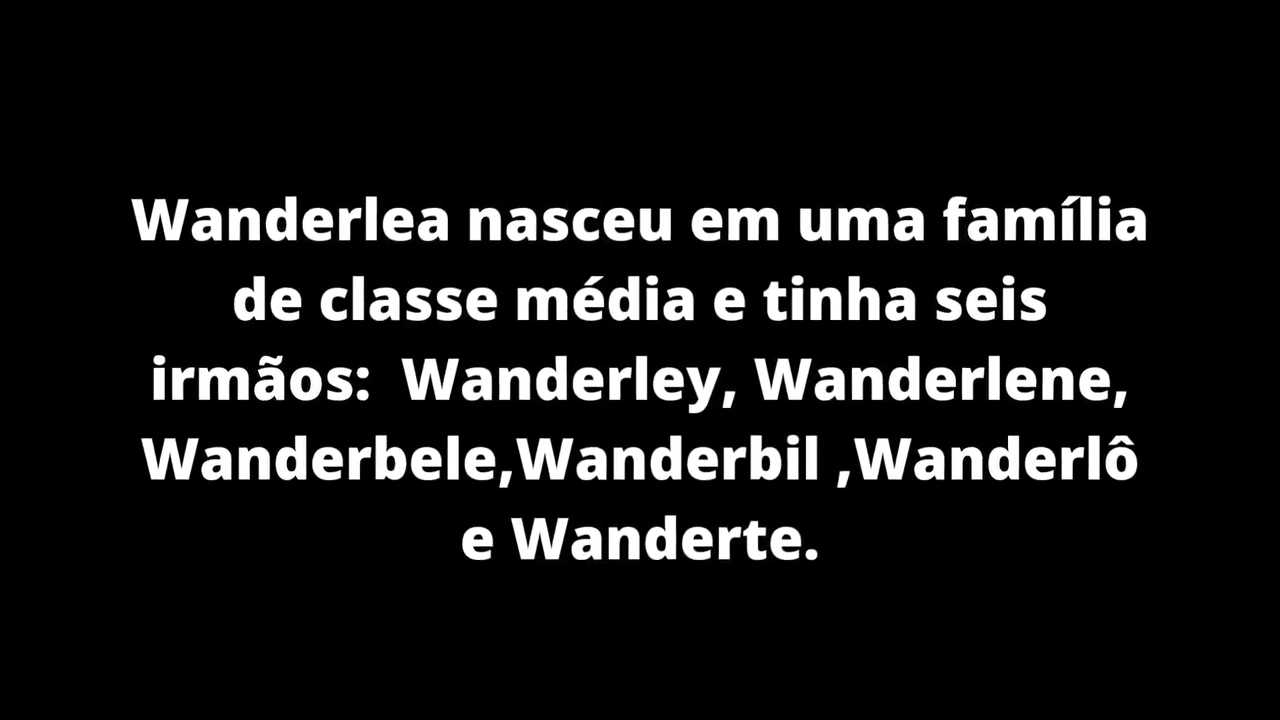 Wanderlea nasceu em uma família
de classe média e tinha seis
irmãos:  Wanderley, Wanderlene,
Wanderbele,Wanderbil ,Wanderlô
e Wanderte.